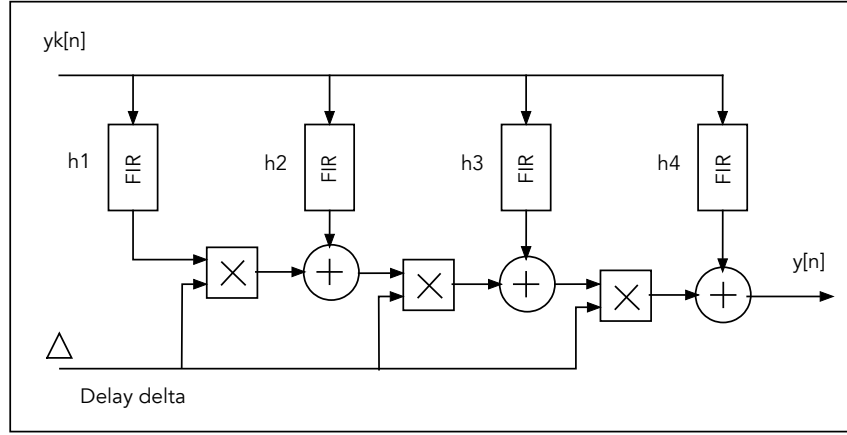 yk[n]
h1
FIR
h2
FIR
h3
FIR
h4
FIR
y[n]
Δ
Delay delta